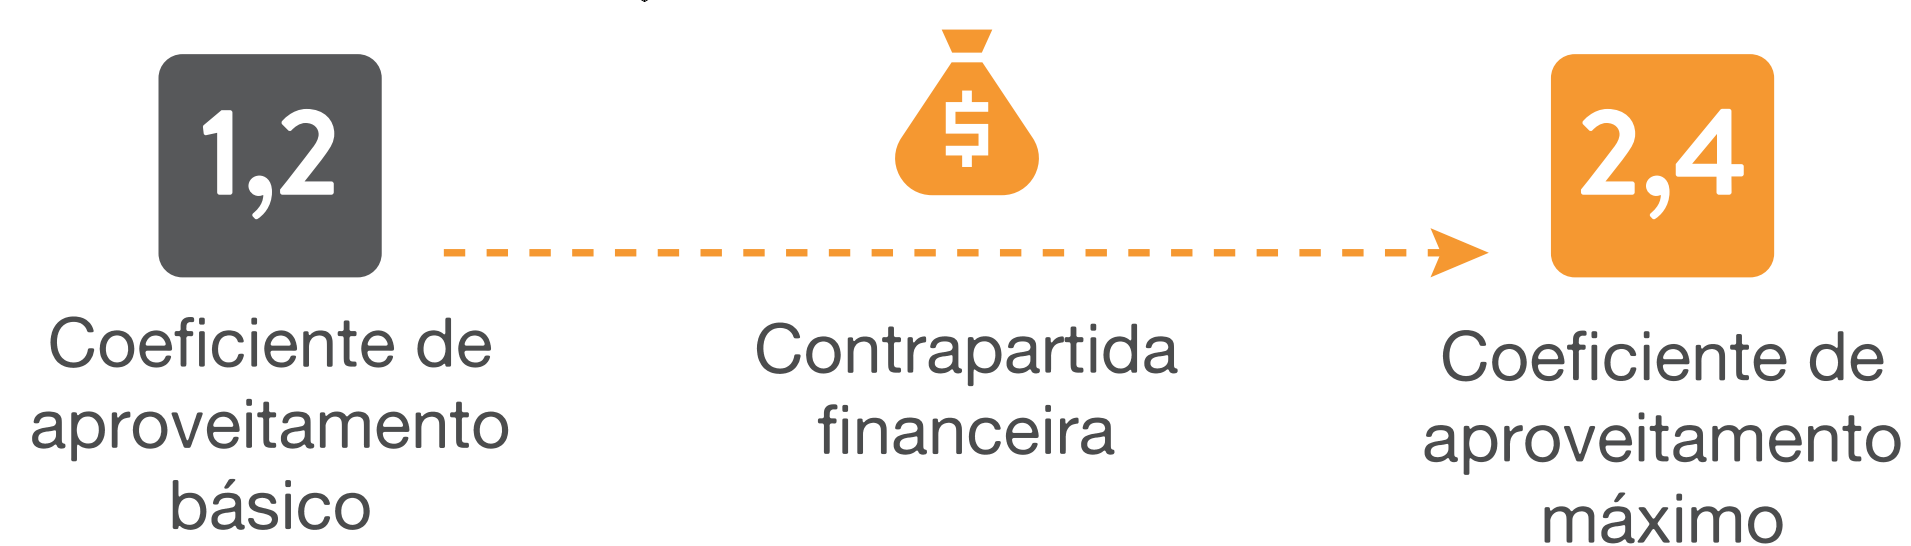 1,2
Coeficiente de
aproveitamento
básico
$
Contrapartida
financeira
2,4
Coeficiente de
aproveitamento
máximo